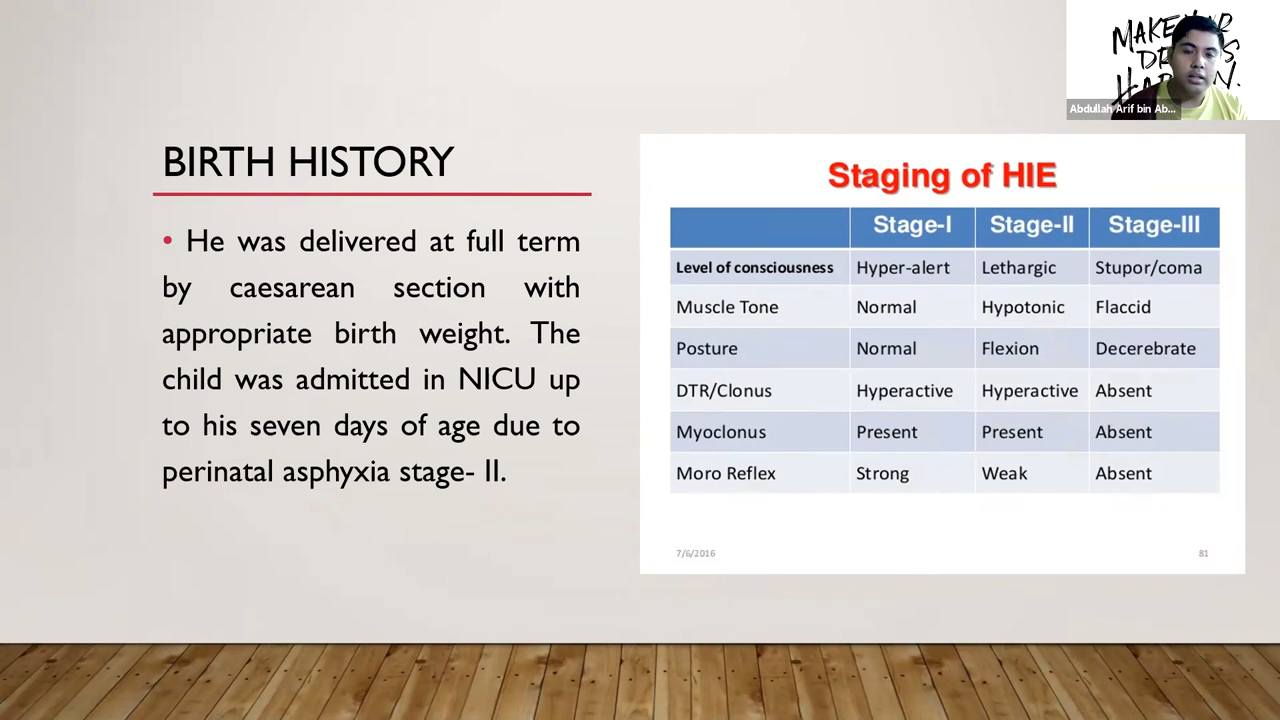 MAKE
Abdullah Arif bin Ab...
BIRTH HISTORY
• He was delivered at full term
by caesarean section with
appropriate birth weight. The
child was admitted in NICU up
to his seven days of age due to
perinatal asphyxia stage- II.
Staging of HIE
Stage-I Stage-II Stage-III
Level of consciousness Hyper-alert Lethargic Stupor/coma
Muscle Tone Normal Hypotonic Flaccid
Posture Normal Flexion Decerebrate
DTR/Clonus Hyperactive Hyperactive Absent
Myoclonus Present Present Absent
Moro Reflex Strong Weak Absent
7/6/2016 81